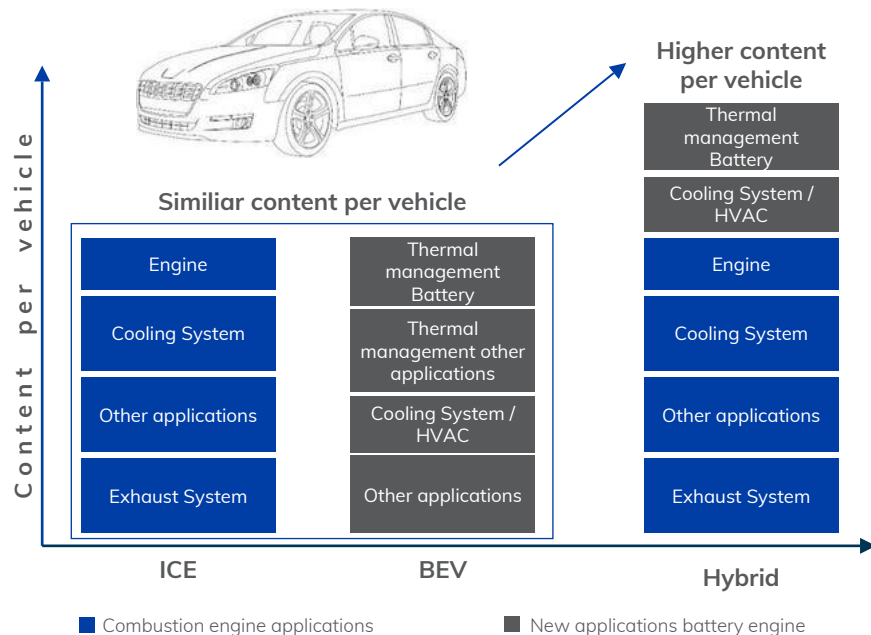 Higher content
per vehicle
Similiar content per vehicle
Content per vehicle
Engine
Cooling System
Other applications
Exhaust System
Thermal
management
Battery
Thermal
management other
applications
Cooling System /
HVAC
Other applications
Thermal
management
Battery
Cooling System /
HVAC
Engine
Cooling System
Other applications
Exhaust System
ICE
BEV
Hybrid
Combustion engine applications
New applications battery engine